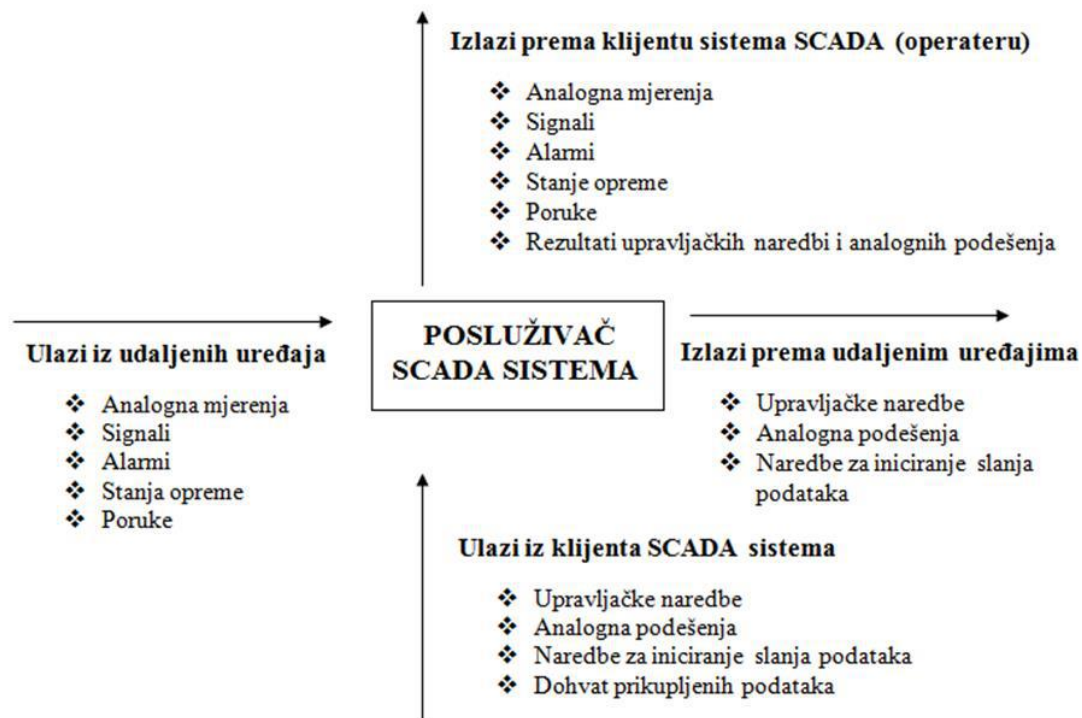 Izlazi prema klijentu sistema SCADA (operateru)
❖ Analogna mjerenja
❖ Signali
❖ Alarmi
❖ Stanje opreme
❖ Poruke
❖ Rezultati upravljačkih naredbi i analognih podešenja
POSLUŽIVAČ
SCADA SISTEMA
Ulazi iz udaljenih uređaja
❖ Analogna mjerenja
❖ Signali
❖ Alarmi
❖ Stanja opreme
❖ Poruke
Izlazi prema udaljenim uređajima
❖ Upravljačke naredbe
❖ Analogna podešenja
❖ Naredbe za iniciranje slanja
podataka
Ulazi iz klijenta SCADA sistema
❖ Upravljačke naredbe
❖ Analogna podešenja
❖ Naredbe za iniciranje slanja podataka
❖ Dohvat prikupljenih podataka